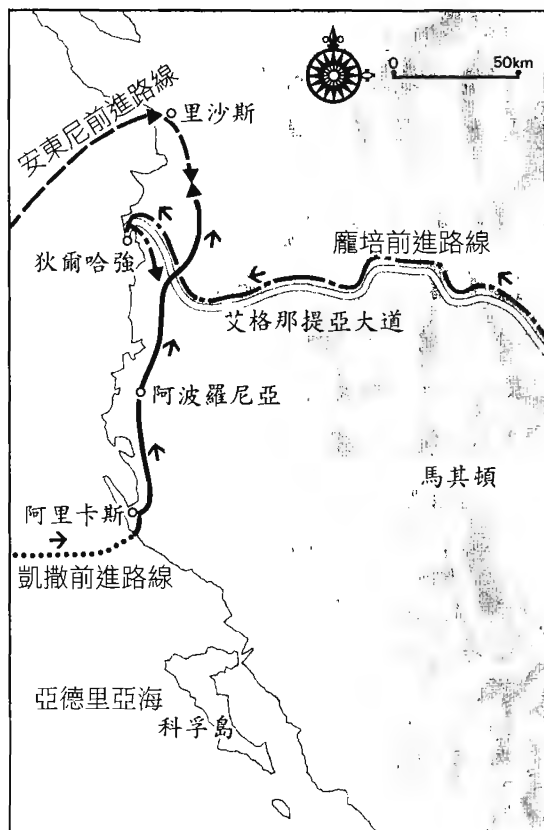 0 50km
里沙斯
安東尼前進路線
龐培前進路線
狄爾哈強
艾格那提亞大道
阿波羅尼亞
馬其頓
阿里卡斯
凱撒前進路線
亞德里亞海
科孚島